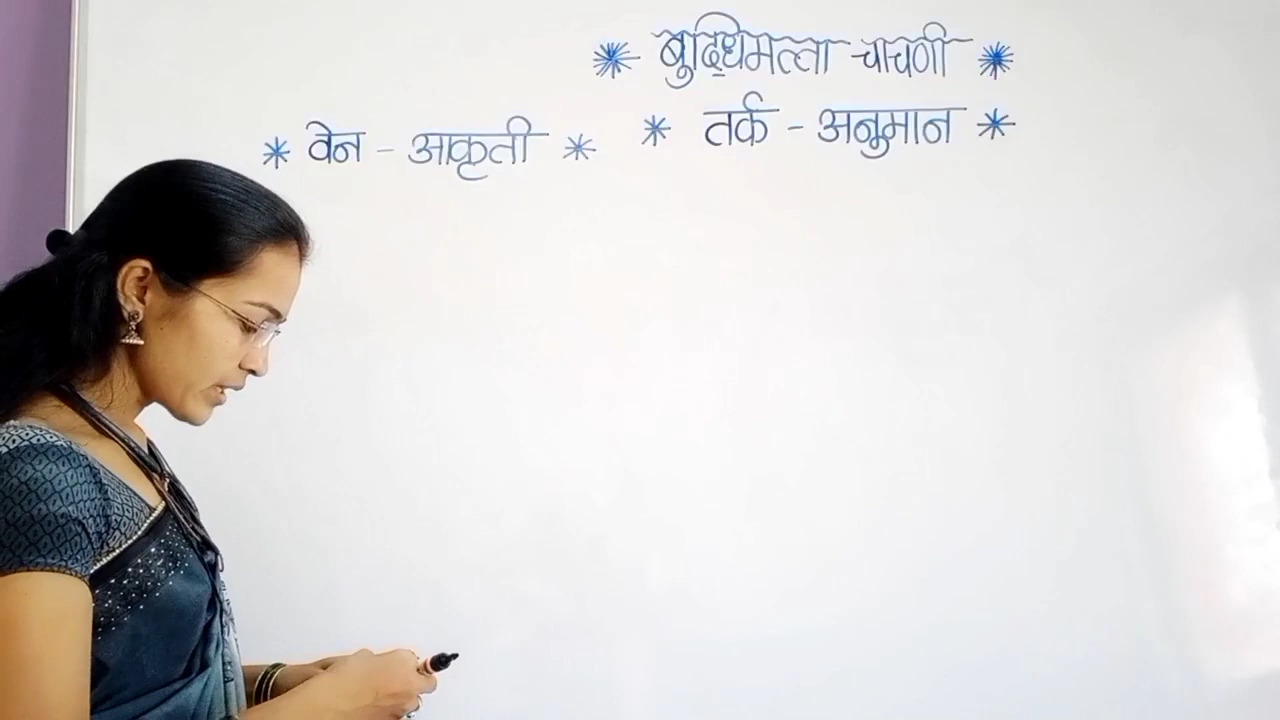 * बुद्धिमत्ता चाचणी *
* तर्क - अनुमान *
* वेन - आकृती *